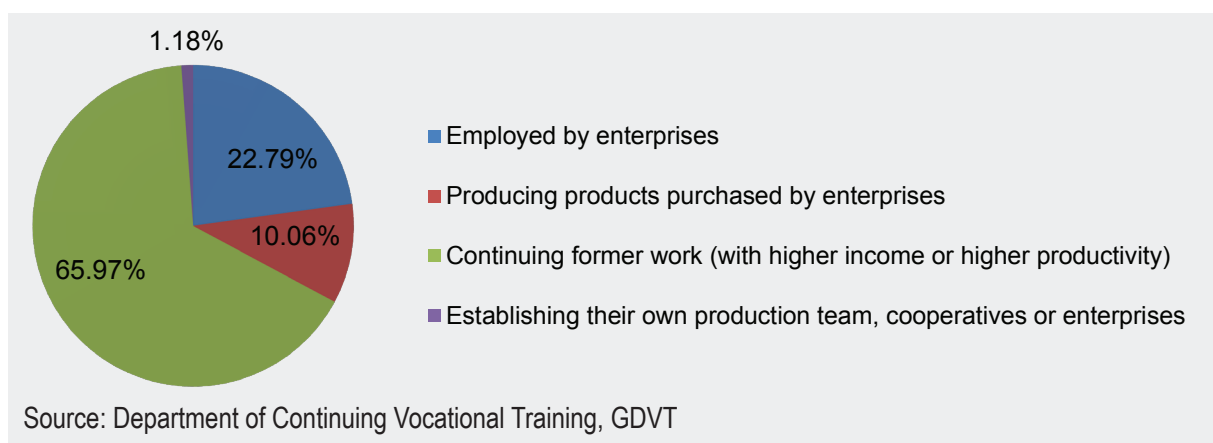 1.18%
22.79%
10.06%
65.97%
Employed by enterprises
Producing products purchased by enterprises
Continuing former work (with higher income or higher productivity)
Establishing their own production team, cooperatives or enterprises
Source: Department of Continuing Vocational Training, GDVT